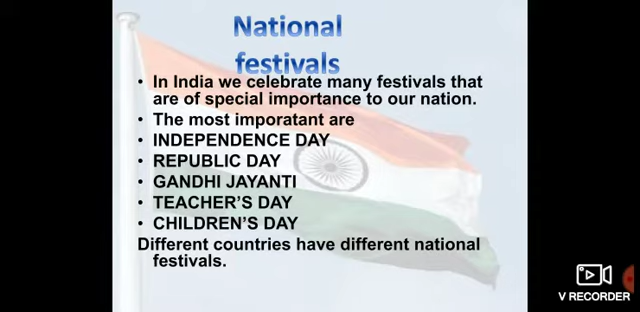 National
festivals
• In India we celebrate many festivals that
are of special importance to our nation.
• The most imporatant are
• INDEPENDENCE DAY
• REPUBLIC DAY
• GANDHI JAYANTI
• TEACHER'S DAY
• CHILDREN'S DAY
Different countries have different national
festivals.
V RECORDER